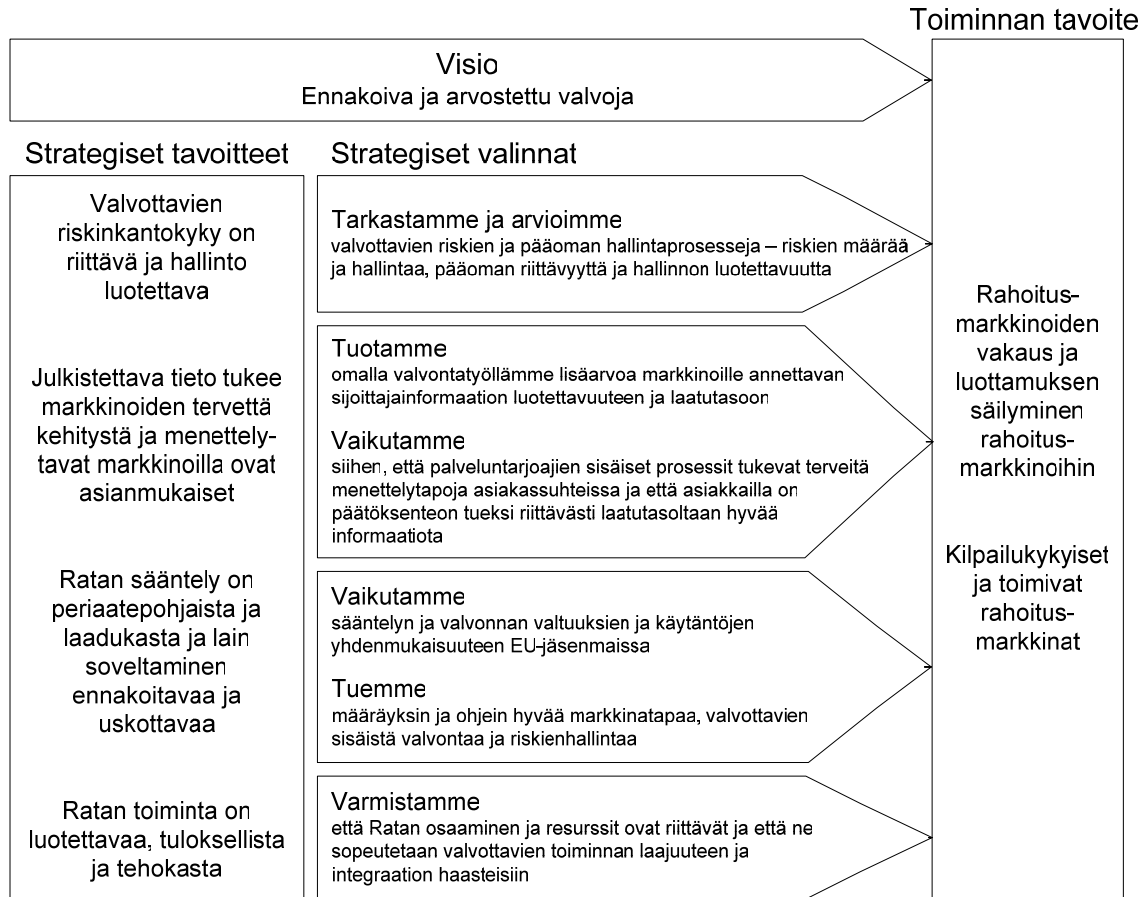 Toiminnan tavoite
Visio
Ennakoiva ja arvostettu valvoja
Strategiset tavoitteet
Strategiset valinnat
Valvottavien
riskinkantokyky on
riittävä ja hallinto
luotettava
Tarkastamme ja arvioimme
valvottavien riskien ja pääoman hallintaprosesseja – riskien määrää
ja hallintaa, pääoman riittävyyttä ja hallinnon luotettavuutta
Julkistettava tieto tukee
markkinoiden tervettä
kehitystä ja menettely-
tavat markkinoilla ovat
asianmukaiset
Tuotamme
omalla valvontatyöllämme lisäarvoa markkinoille annettavan
sijoittajainformaation luotettavuuteen ja laatutasoon
Vaikutamme
siihen, että palveluntarjoajien sisäiset prosessit tukevat terveitä
menettelytapoja asiakassuhteissa ja että asiakkailla on
päätöksenteon tueksi riittävästi laatutasoltaan hyvää
informaatiota
Ratan sääntely on
periaatepohjaista ja
laadukasta ja lain
soveltaminen
ennakoitavaa ja
uskottavaa
Vaikutamme
sääntelyn ja valvonnan valtuuksien ja käytäntöjen
yhdenmukaisuuteen EU-jäsenmaissa
Tuemme
määräyksin ja ohjein hyvää markkinatapaa, valvottavien
sisäistä valvontaa ja riskienhallintaa
Ratan toiminta on
luotettavaa, tuloksellista
ja tehokasta
Varmistamme
että Ratan osaaminen ja resurssit ovat riittävät ja että ne
sopeutetaan valvottavien toiminnan laajuuteen ja
integraation haasteisiin
Rahoitus-
markkinoiden
vakaus ja
luottamuksen
säilyminen
rahoitus-
markkinoihin
Kilpailukykyiset
ja toimivat
rahoitus-
markkinat